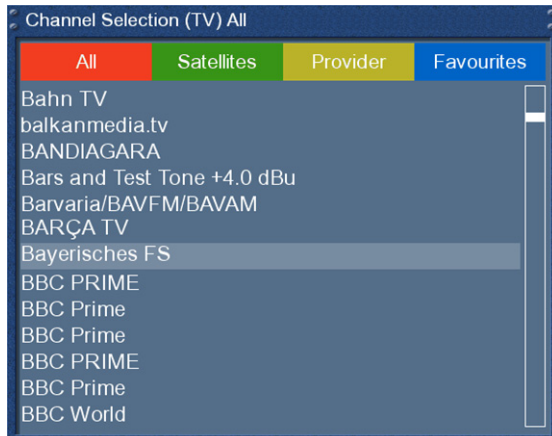 Channel Selection (TV) All
All Satellites Provider Favourites
Bahn TV
balkanmedia.tv
BANDIAGARA
Bars and Test Tone +4.0 dBu
Barvaria/BAVFM/BAVAM
BARÇA TV
Bayerisches FS
BBC PRIME
BBC Prime
BBC Prime
BBC PRIME
BBC Prime
BBC World